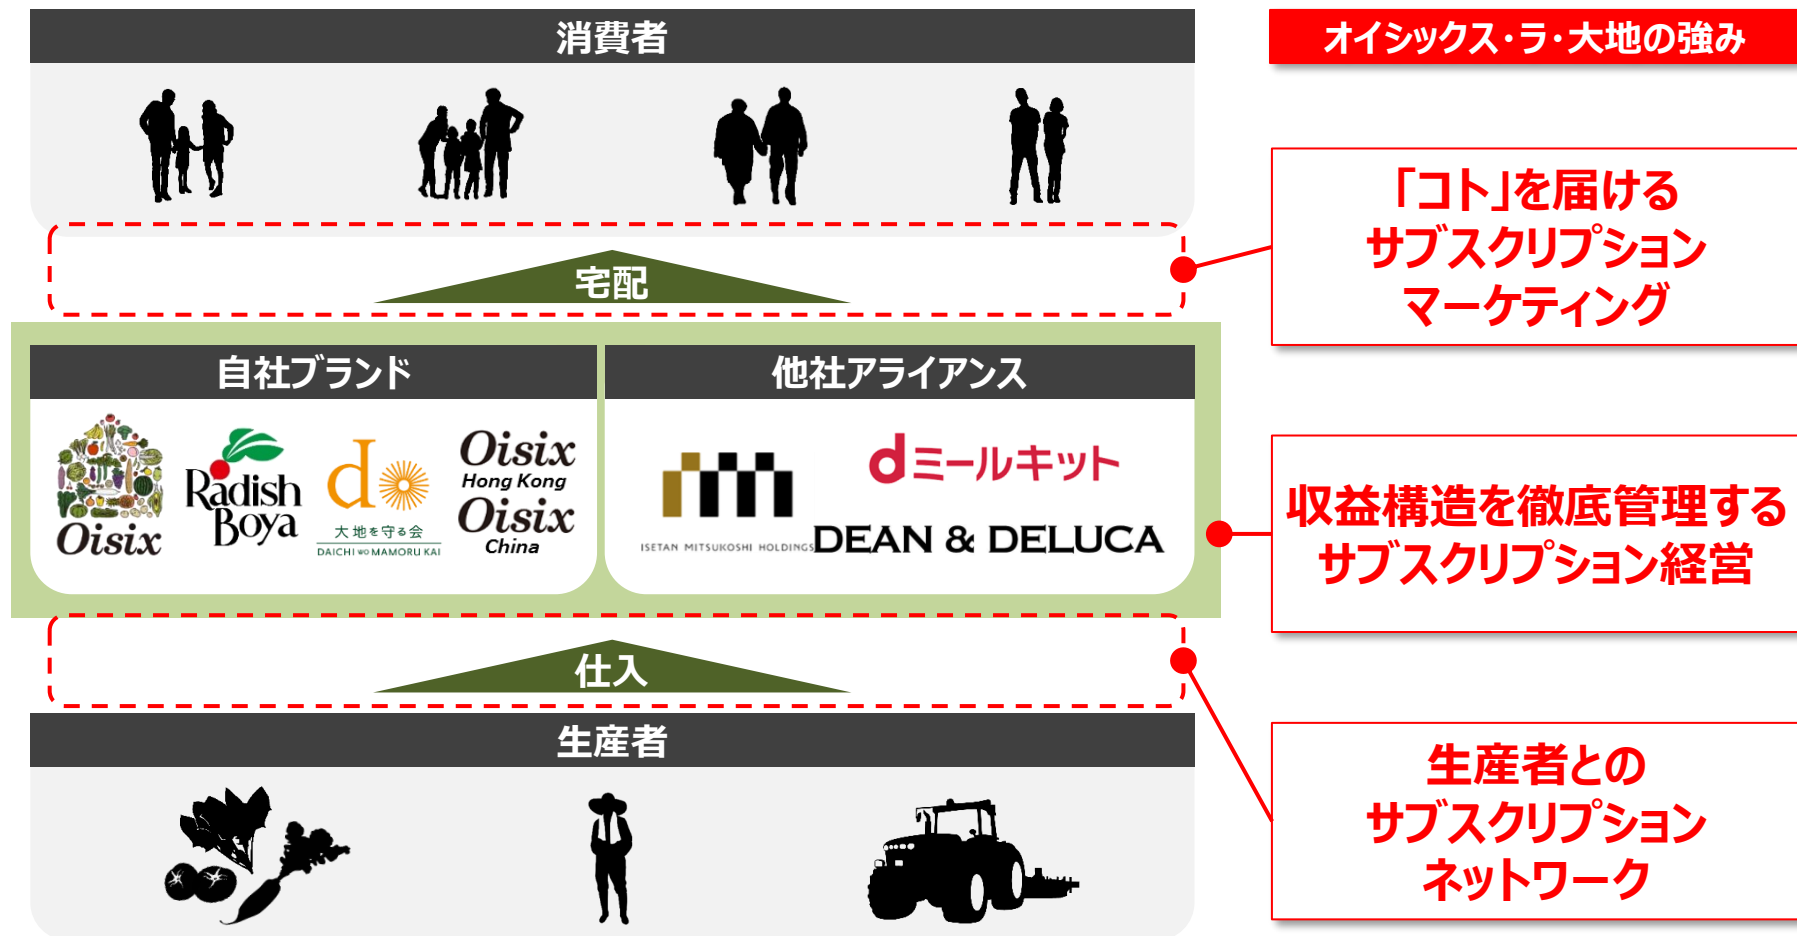 消費者
オイシックス・ラ・大地の強み
「コト」を届ける
サブスクリプション
マーケティング
宅配
自社ブランド
他社アライアンス
Oisix
Radish
Boya
do
大地を守る会
DAICHI WO MAMORU KAI
Oisix
Hong Kong
Oisix
China
ISETAN MITSUKOSHI HOLDINGS
dミールキット
DEAN & DELUCA
収益構造を徹底管理する
サブスクリプション経営
仕入
生産者
生産者との
サブスクリプション
ネットワーク